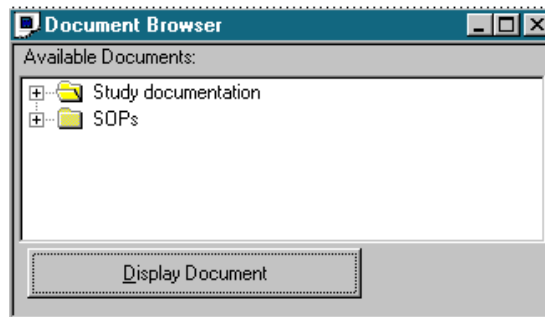 Document Browser
Available Documents:
Study documentation
SOPs
Display Document